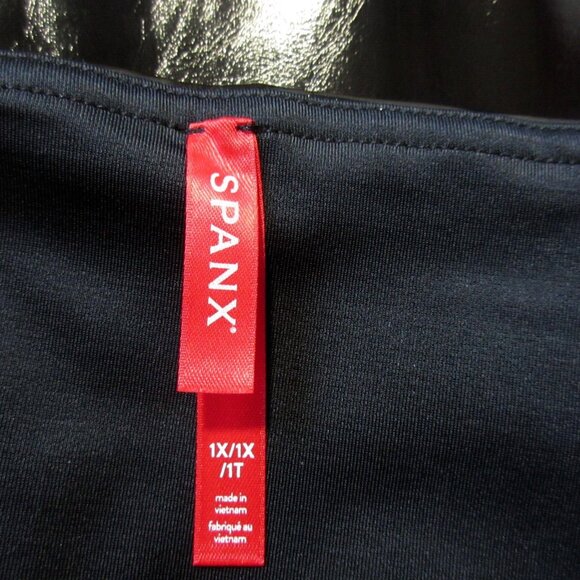 SPANX®
1X/1X
/1T
made in
vietnam
fabriqué au
vietnam